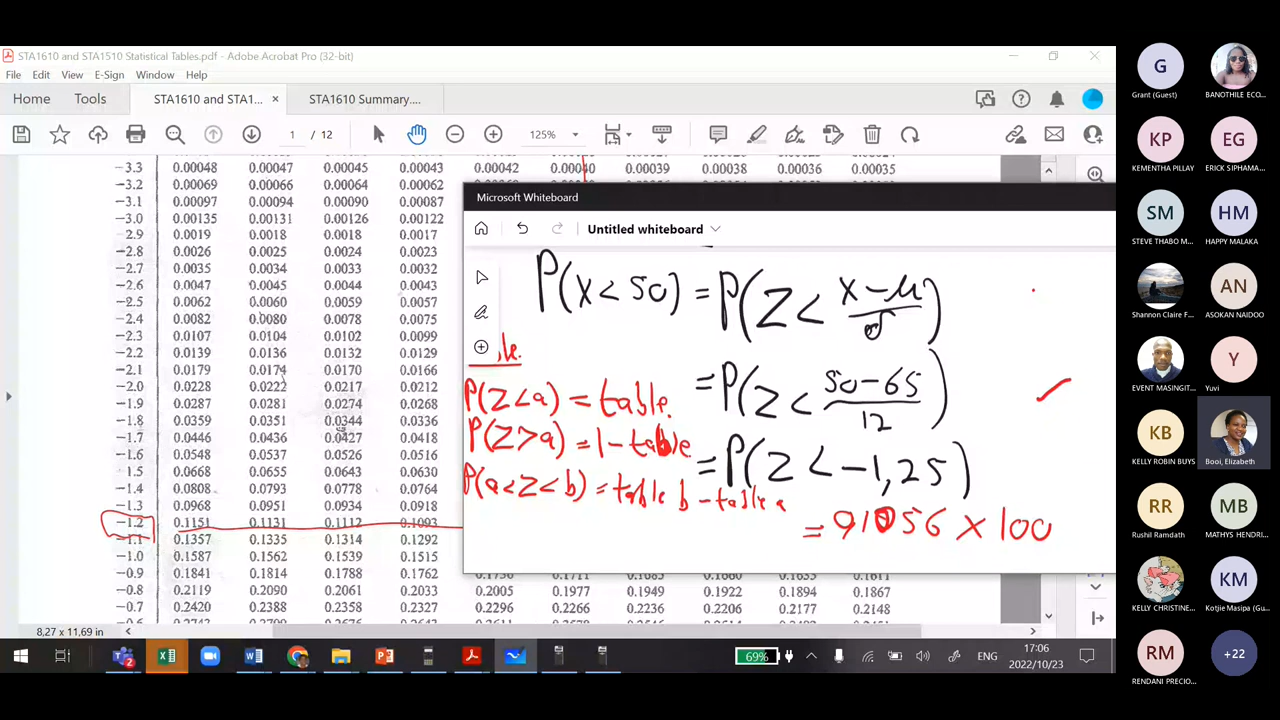 STA1610 and STA1510 Statistical Tables.pdf - Adobe Acrobat Pro (32-bit)
File Edit View E-Sign Window Help
Home Tools STA1610 and STA1... × STA1610 Summary....
1 / 12 125%
−3.3 0.00048 0.00047 0.00045 0.00043 0.00042 0.00040 0.00039 0.00038 0.00036 0.00035
−3.2 0.00069 0.00066 0.00064 0.00062
−3.1 0.00097 0.00094 0.00090 0.00087
−3.0 0.00135 0.00131 0.00126 0.00122
−2.9 0.0019 0.0018 0.0018 0.0017
−2.8 0.0026 0.0025 0.0024 0.0023
−2.7 0.0035 0.0034 0.0033 0.0032
−2.6 0.0047 0.0045 0.0044 0.0043
−2.5 0.0062 0.0060 0.0059 0.0057
−2.4 0.0082 0.0080 0.0078 0.0075
−2.3 0.0107 0.0104 0.0102 0.0099
−2.2 0.0139 0.0136 0.0132 0.0129
−2.1 0.0179 0.0174 0.0170 0.0166
−2.0 0.0228 0.0222 0.0217 0.0212
−1.9 0.0287 0.0281 0.0274 0.0268
−1.8 0.0359 0.0351 0.0344 0.0336
−1.7 0.0446 0.0436 0.0427 0.0418
−1.6 0.0548 0.0537 0.0526 0.0516
−1.5 0.0668 0.0655 0.0643 0.0630
−1.4 0.0808 0.0793 0.0778 0.0764
−1.3 0.0968 0.0951 0.0934 0.0918
−1.2 0.1151 0.1131 0.1112 0.1093
−1.1 0.1357 0.1335 0.1314 0.1292
−1.0 0.1587 0.1562 0.1539 0.1515
−0.9 0.1841 0.1814 0.1788 0.1762 0.1736 0.1711 0.1685 0.1660 0.1635 0.1611
−0.8 0.2119 0.2090 0.2061 0.2033 0.2005 0.1977 0.1949 0.1922 0.1894 0.1867
−0.7 0.2420 0.2388 0.2358 0.2327 0.2296 0.2266 0.2236 0.2206 0.2177 0.2148
8,27 x 11,69 in
Microsoft Whiteboard
Untitled whiteboard
P(X < 50) = P(Z < x-μ/σ)
= P(Z < 50-65/12)
= P(Z < -1,25)
= 0,1056 × 100
P(Z<a) = table.
P(Z>a) = 1-table
P(a<Z<b) = table b - table a
69% ENG 17:06
2022/10/23
G
Grant (Guest) BANOTHILE ECO...
KP EG
KEMENTHA PILLAY ERICK SIPHAMA...
SM HM
STEVE THABO M... HAPPY MALAKA
AN
Shannon Claire F... ASOKAN NAIDOO
Y
EVENT MASINGIT... Yuvi
KB
KELLY ROBIN BUYS Booi, Elizabeth
RR MB
Rushil Ramdath MATHYS HENDRI...
KM
KELLY CHRISTINE... Kotjie Masipa (Gu...
RM +22
RENDANI PRECIO...